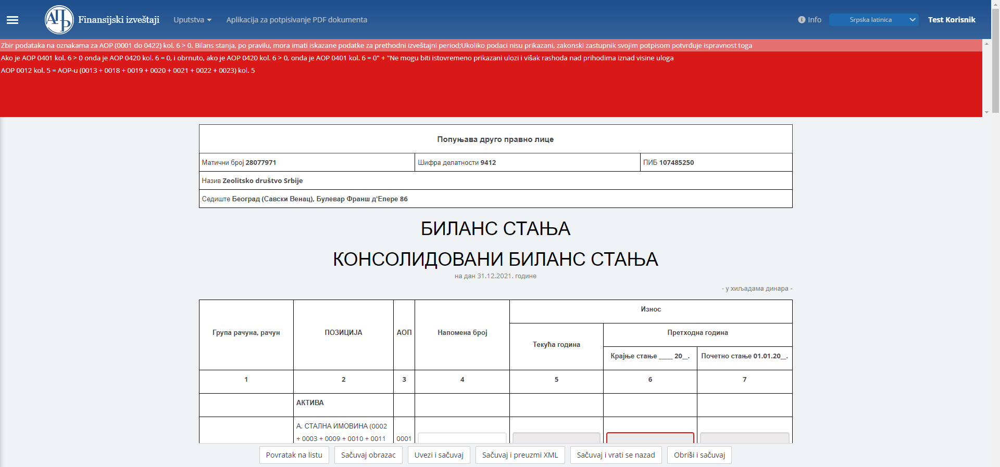 АПР Finansijski izveštaji Uputstva Aplikacija za potpisivanje PDF dokumenta Info Srpska latinica Test Korisnik
Zbir podataka na oznakama za AOP (0001 do 0422) kol. 6 > 0. Bilans stanja, po pravilu, mora imati iskazane podatke za prethodni izveštajni period;Ukoliko podaci nisu prikazani, zakonski zastupnik svojim potpisom potvrđuje ispravnost toga
Ako je AOP 0401 kol. 6 > 0 onda je AOP 0420 kol. 6 = 0, i obrnuto, ako je AOP 0420 kol. 6 > 0, onda je AOP 0401 kol. 6 = 0" + "Ne mogu biti istovremeno prikazani ulozi i višak rashoda nad prihodima iznad visine uloga
AOP 0012 kol. 5 = AOP-u (0013 + 0018 + 0019 + 0020 + 0021 + 0022 + 0023) kol. 5
Попуњава друго правно лице
Матични број 28077971 Шифра делатности 9412 ПИБ 107485250
Назив Zeolitsko društvo Srbije
Седиште Београд (Савски Венац), Булевар Франш д'Епере 86
БИЛАНС СТАЊА
КОНСОЛИДОВАНИ БИЛАНС СТАЊА
на дан 31.12.2021. године
- у хиљадама динара -
Износ
Група рачуна, рачун ПОЗИЦИЈА АОП Напомена број Претходна година
Текућа година
Крајње стање _____ 20__. Почетно стање 01.01.20__.
1 2 3 4 5 6 7
АКТИВА
А. СТАЛНА ИМОВИНА (0002
+ 0003 + 0009 + 0010 + 0011 0001
Povratak na listu Sačuvaj obrazac Uvezi i sačuvaj Sačuvaj i preuzmi XML Sačuvaj i vrati se nazad Obriši i sačuvaj